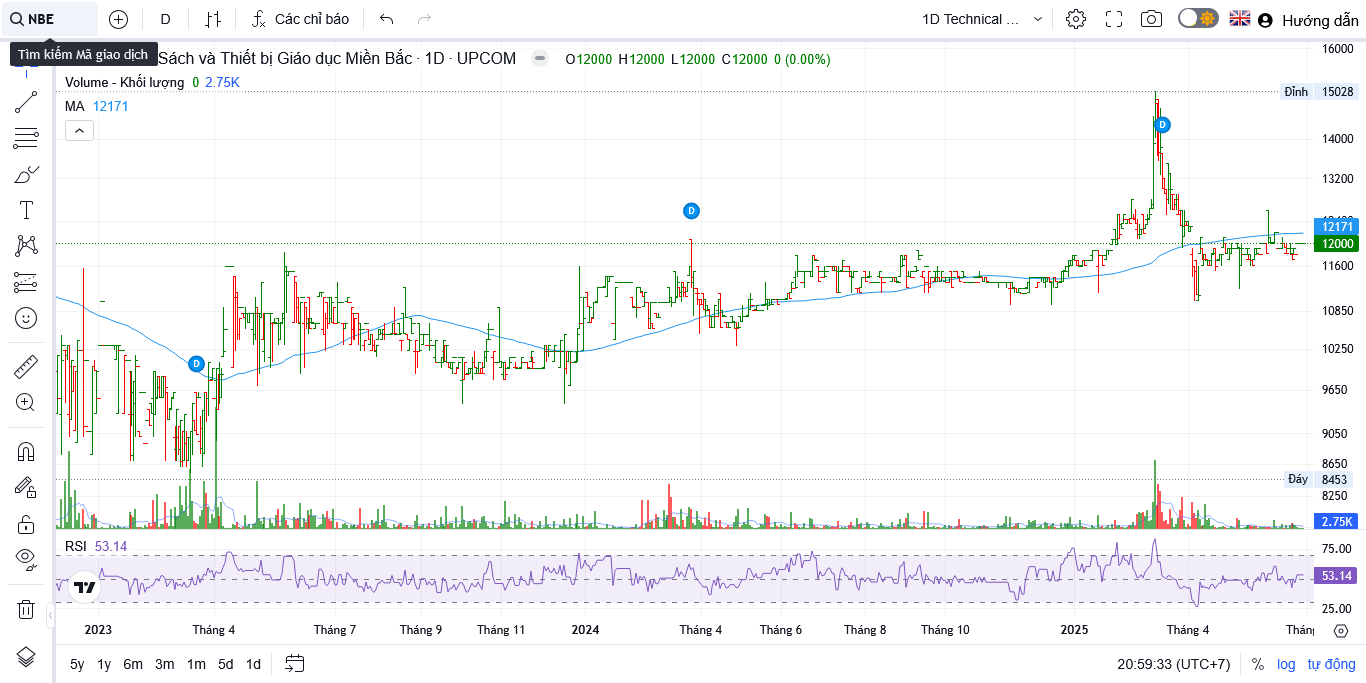 NBE
D
Các chỉ báo
1D Technical ...
Hướng dẫn
Tìm kiếm Mã giao dịch
Sách và Thiết bị Giáo dục Miền Bắc · 1D · UPCOM
O12000 H12000 L12000 C12000 0 (0.00%)
Volume - Khối lượng 0 2.75K
MA 12171
16000
Đỉnh 15028
D
14000
13200
D
12171
12000
11600
10850
10250
D
9650
9050
8650
Đáy 8453
8250
2.75K
RSI 53.14
75.00
53.14
25.00
2023 Tháng 4 Tháng 7 Tháng 9 Tháng 11 2024 Tháng 4 Tháng 6 Tháng 8 Tháng 10 2025 Tháng 4
5y 1y 6m 3m 1m 5d 1d
20:59:33 (UTC+7) % log tự động